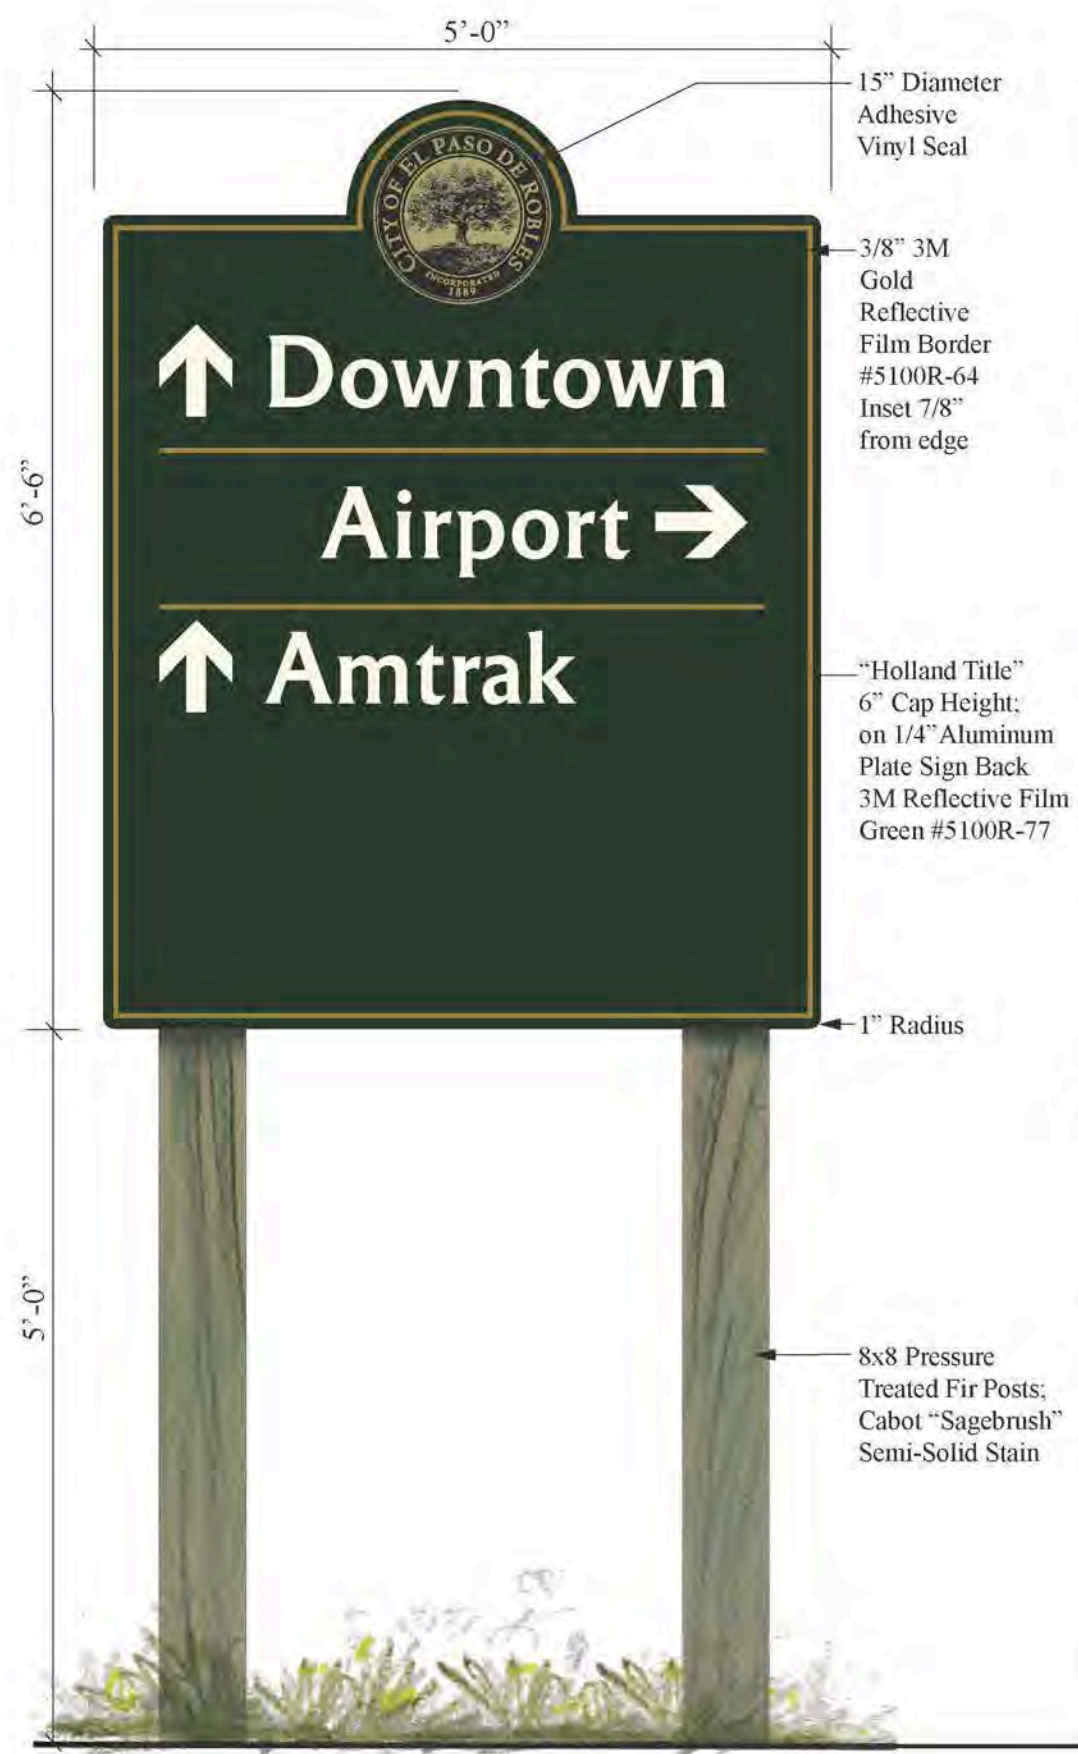 5'-0"
15" Diameter
Adhesive
Vinyl Seal
CITY OF EL PASO DE ROBLES
INCORPORATED
1889
3/8" 3M
Gold
Reflective
Film Border
#5100R-64
Inset 7/8"
from edge
Downtown
6'-6"
Airport
Amtrak
"Holland Title"
6" Cap Height;
on 1/4" Aluminum
Plate Sign Back
3M Reflective Film
Green #5100R-77
1" Radius
5'-0"
8x8 Pressure
Treated Fir Posts;
Cabot "Sagebrush"
Semi-Solid Stain